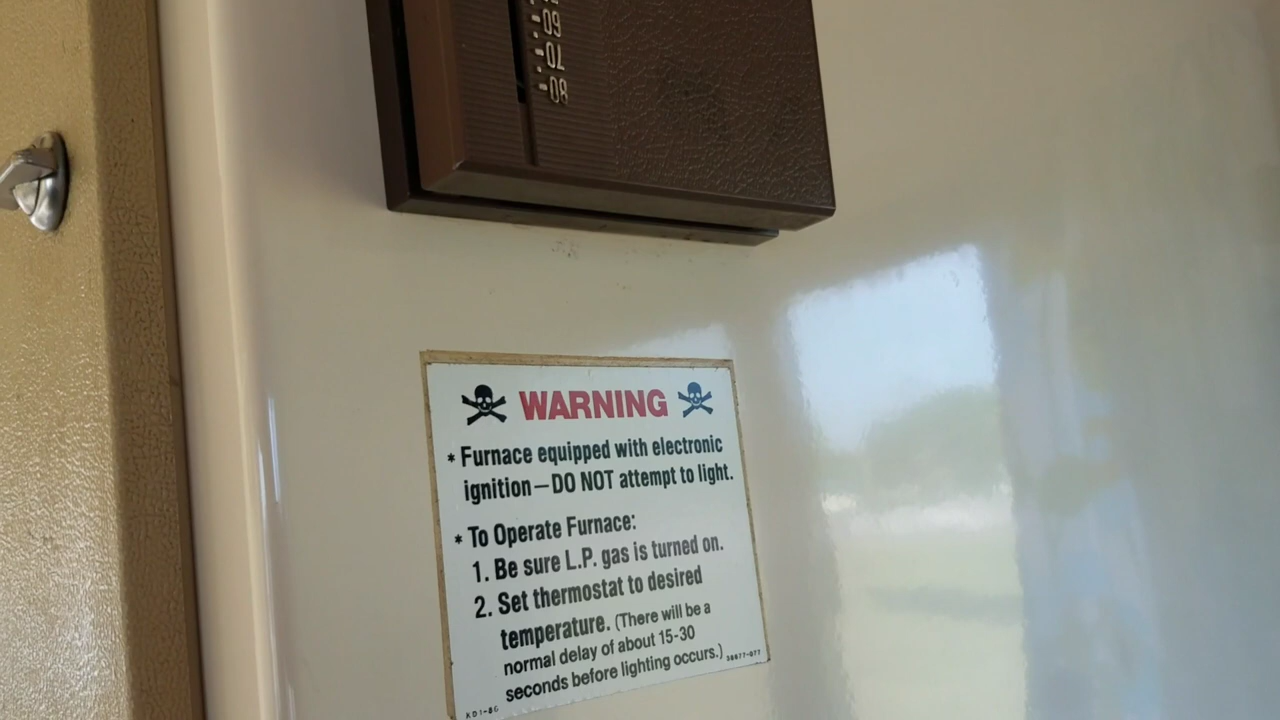 60
70
80
WARNING
* Furnace equipped with electronic
ignition—DO NOT attempt to light.
* To Operate Furnace:
1. Be sure L.P. gas is turned on.
2. Set thermostat to desired
temperature. (There will be a
normal delay of about 15-30
seconds before lighting occurs.)
36677-077